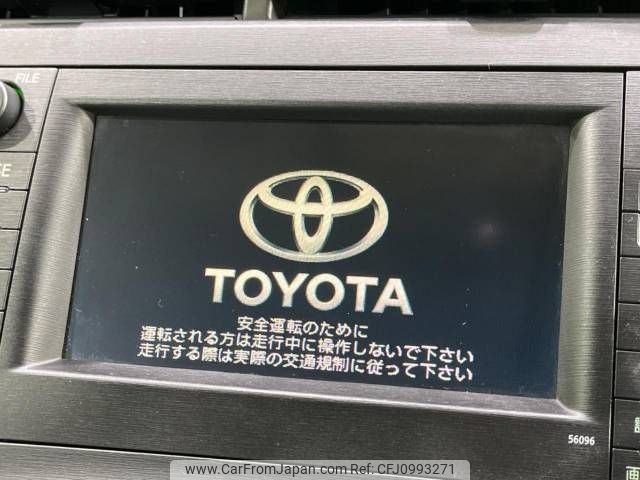 FILE
TOYOTA
安全運転のために
運転される方は走行中に操作しないで下さい
走行する際は実際の交通規制に従って下さい
56096
画
www.CarFromJapan.com - CFJ10993271